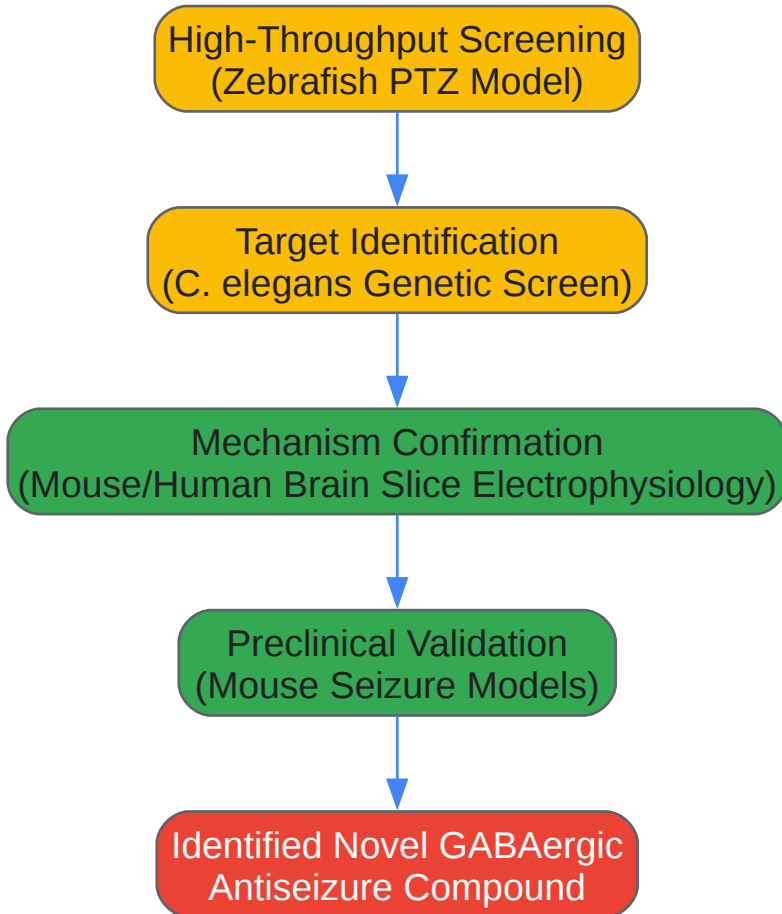 High-Throughput Screening
(Zebrafish PTZ Model)
Target Identification
(C. elegans Genetic Screen)
Mechanism Confirmation
(Mouse/Human Brain Slice Electrophysiology)
Preclinical Validation
(Mouse Seizure Models)
Identified Novel GABAergic
Antiseizure Compound